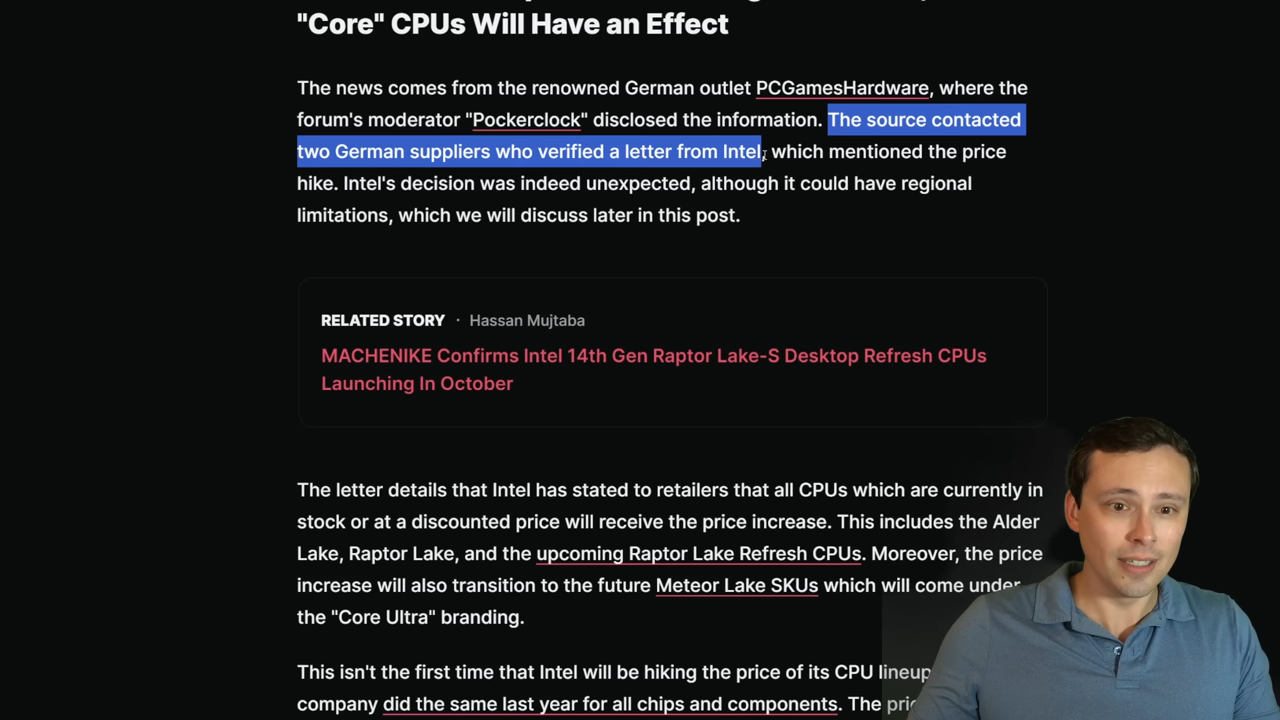 "Core" CPUs Will Have an Effect
The news comes from the renowned German outlet PCGamesHardware, where the
forum's moderator "Pockerclock" disclosed the information. The source contacted
two German suppliers who verified a letter from Intel, which mentioned the price
hike. Intel's decision was indeed unexpected, although it could have regional
limitations, which we will discuss later in this post.
RELATED STORY · Hassan Mujtaba
MACHENIKE Confirms Intel 14th Gen Raptor Lake-S Desktop Refresh CPUs
Launching In October
The letter details that Intel has stated to retailers that all CPUs which are currently in
stock or at a discounted price will receive the price increase. This includes the Alder
Lake, Raptor Lake, and the upcoming Raptor Lake Refresh CPUs. Moreover, the price
increase will also transition to the future Meteor Lake SKUs which will come under
the "Core Ultra" branding.
This isn't the first time that Intel will be hiking the price of its CPU lineup
company did the same last year for all chips and components. The